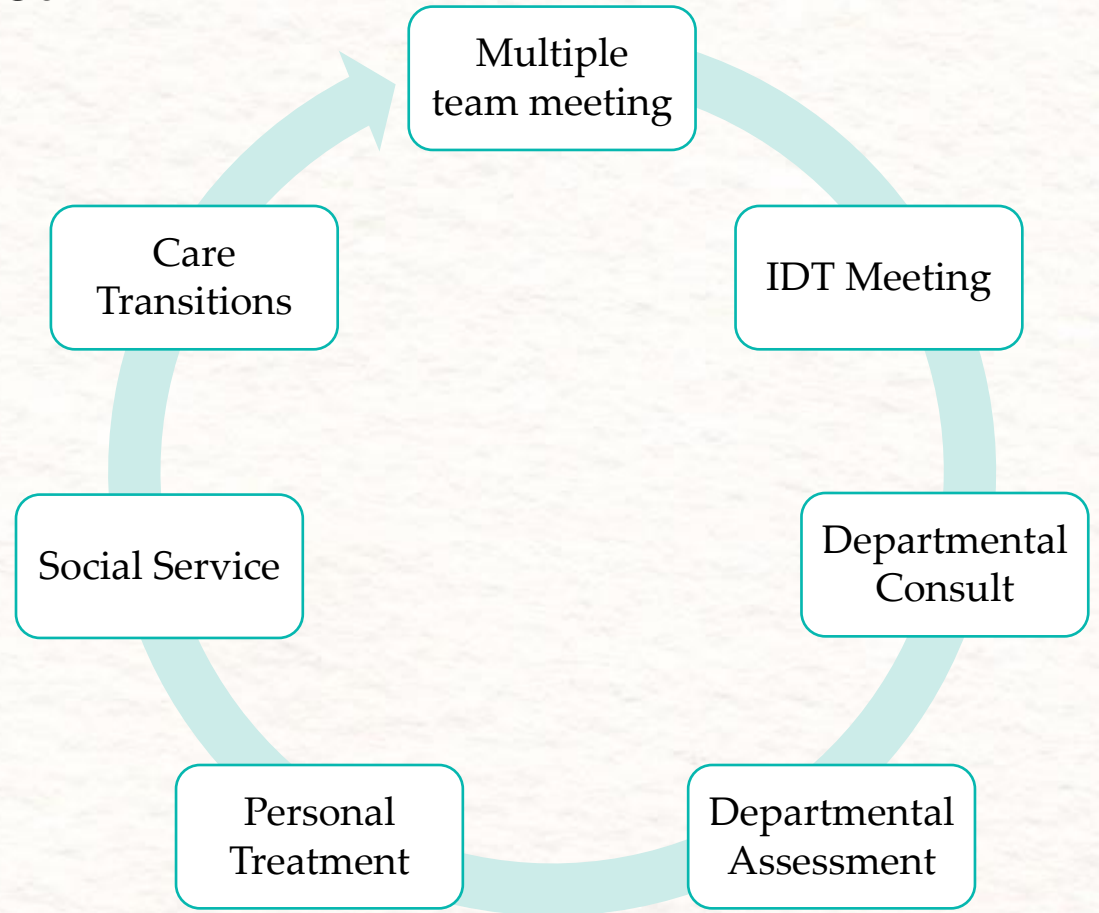 Multiple
team meeting
IDT Meeting
Departmental
Consult
Departmental
Assessment
Personal
Treatment
Social Service
Care
Transitions